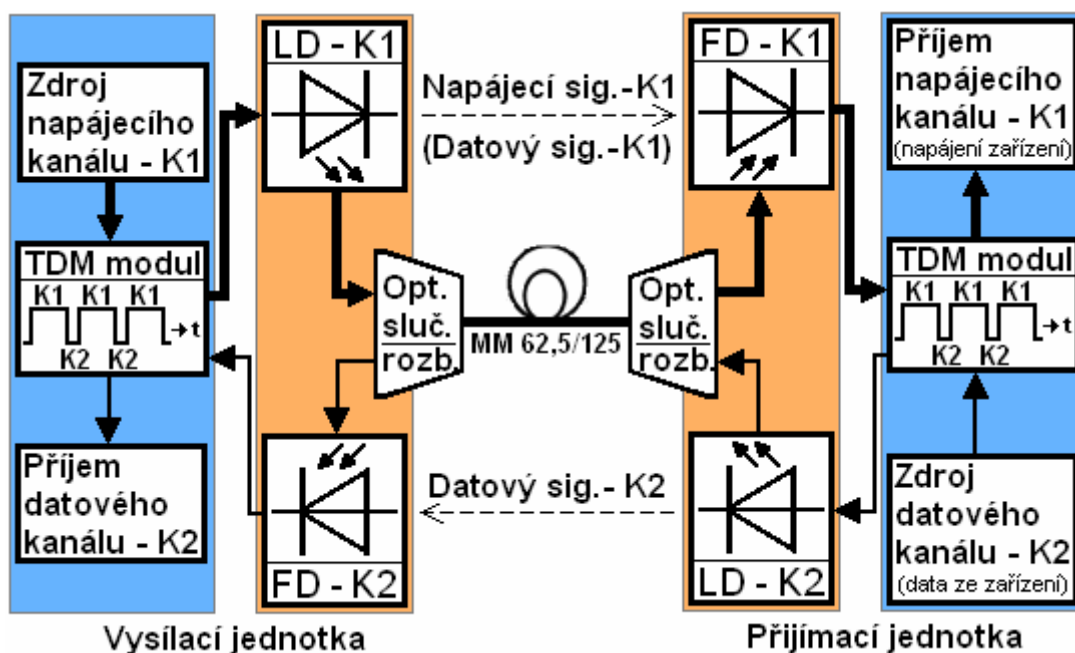 Zdroj
napájecího
kanálu - K1
TDM modul
K1 K1 K1
t
K2 K2
Příjem
datového
kanálu - K2
LD - K1
Opt.
sluč.
rozb.
FD - K2
Vysílací jednotka
Napájecí sig.-K1
(Datový sig.-K1)
MM 62,5/125
Datový sig.- K2
FD - K1
Opt.
sluč.
rozb.
LD - K2
Příjem
napájecího
kanálu - K1
(napájení zařízení)
TDM modul
K1 K1 K1
t
K2 K2
Zdroj
datového
kanálu - K2
(data ze zařízení)
Přijímací jednotka